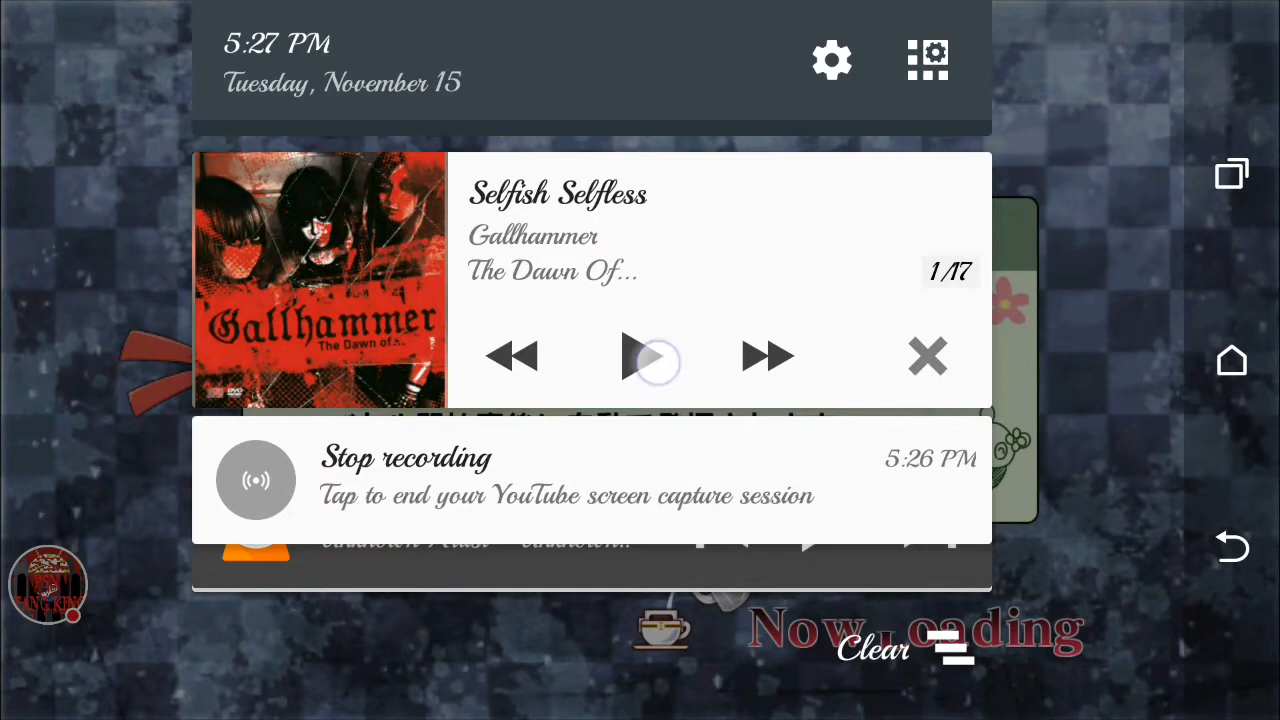 5:27 PM
Tuesday, November 15
Selfish Selfless
Gallhammer
The Dawn Of...
1/17
Gallhammer
The Dawn of...
Stop recording
5:26 PM
Tap to end your YouTube screen capture session
Now Loading
Clear